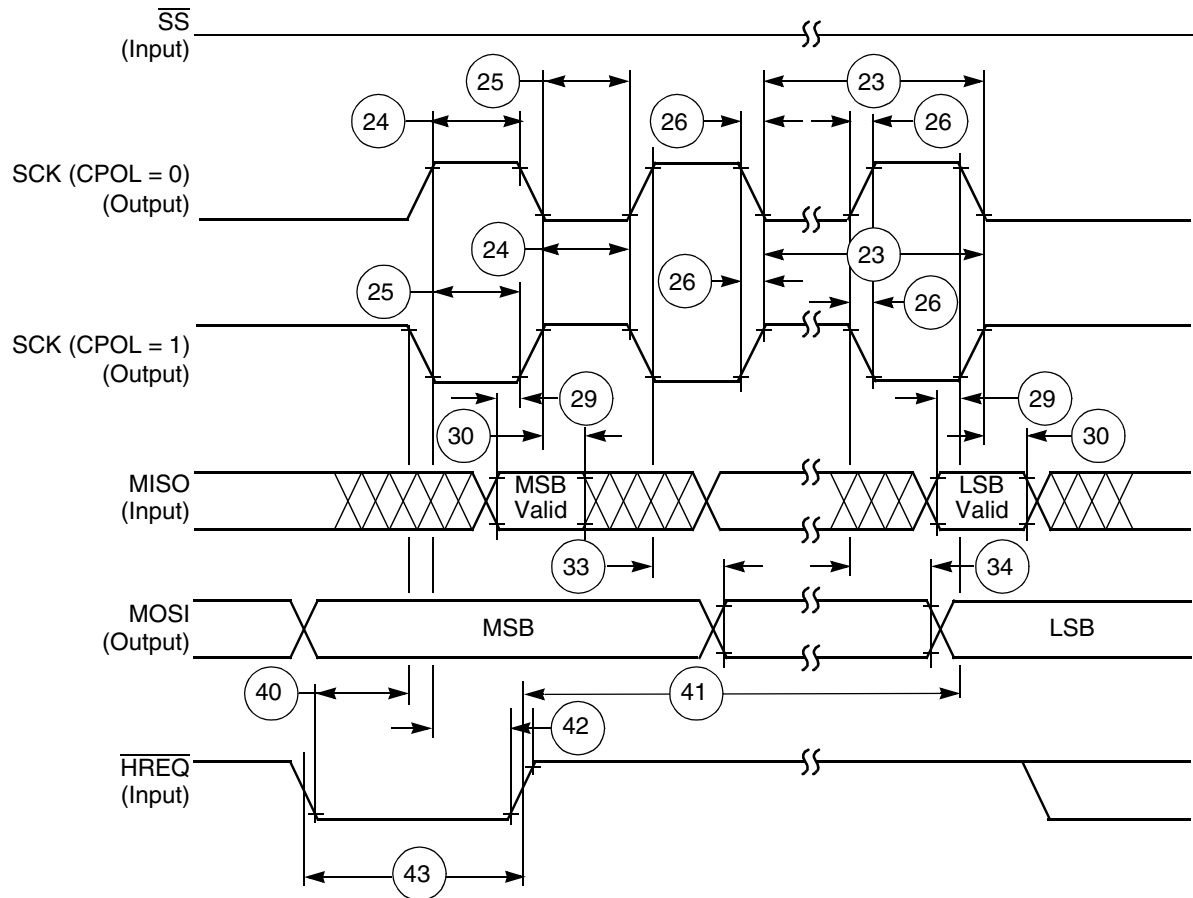 SS
(Input)
25
23
24
26
26
SCK (CPOL = 0)
(Output)
24
23
25
26
26
SCK (CPOL = 1)
(Output)
29
29
30
30
MISO
(Input)
MSB
Valid
LSB
Valid
33
34
MOSI
(Output)
MSB
LSB
40
41
42
HREQ
(Input)
43